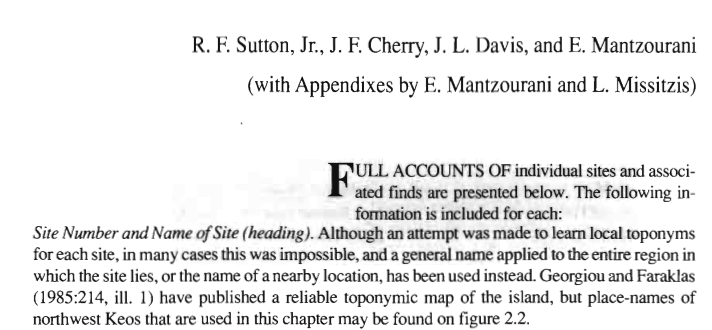 R. F. Sutton, Jr., J. F. Cherry, J. L. Davis, and E. Mantzourani
(with Appendixes by E. Mantzourani and L. Missitzis)
FULL ACCOUNTS OF individual sites and associ-
ated finds are presented below. The following in-
formation is included for each:
Site Number and Name of Site (heading). Although an attempt was made to learn local toponyms
for each site, in many cases this was impossible, and a general name applied to the entire region in
which the site lies, or the name of a nearby location, has been used instead. Georgiou and Faraklas
(1985:214, ill. 1) have published a reliable toponymic map of the island, but place-names of
northwest Keos that are used in this chapter may be found on figure 2.2.